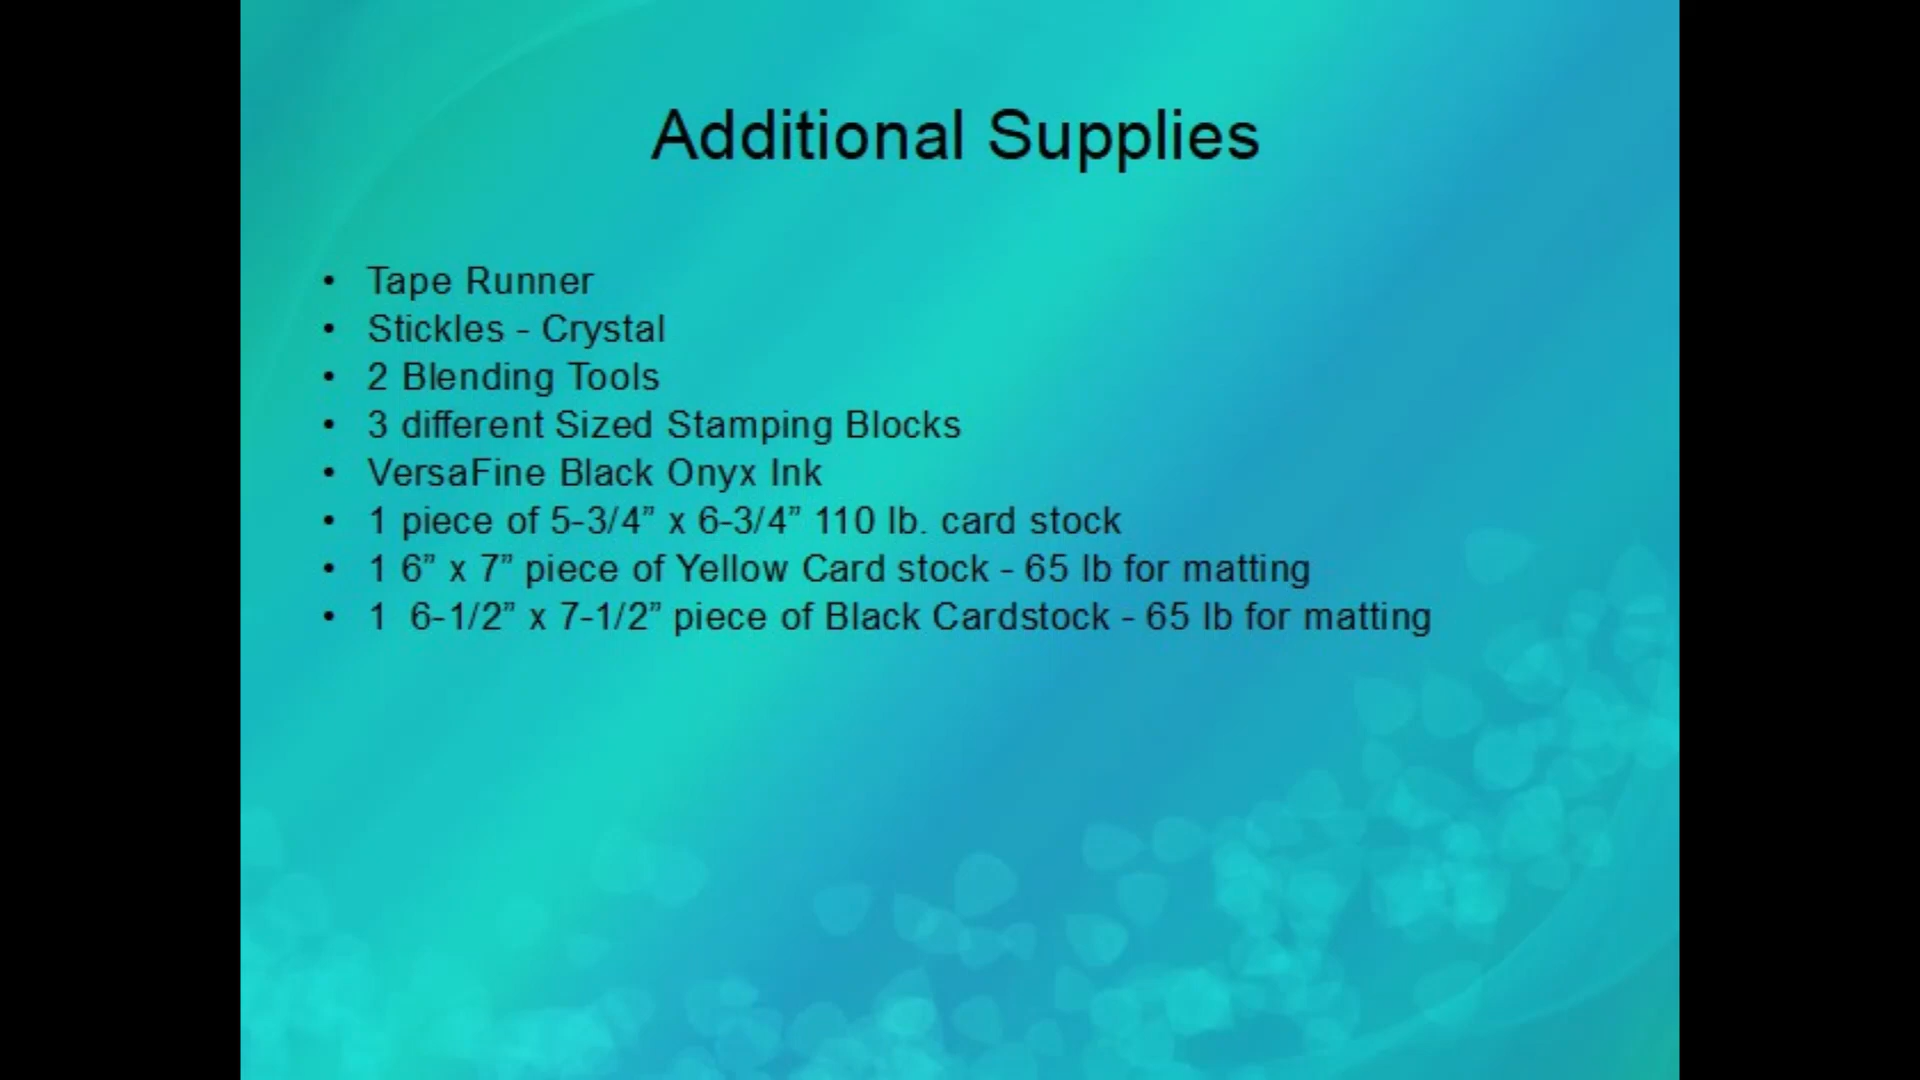 Additional Supplies
• Tape Runner
• Stickles - Crystal
• 2 Blending Tools
• 3 different Sized Stamping Blocks
• VersaFine Black Onyx Ink
• 1 piece of 5-3/4” x 6-3/4” 110 lb. card stock
• 1 6” x 7” piece of Yellow Card stock - 65 lb for matting
• 1  6-1/2” x 7-1/2” piece of Black Cardstock - 65 lb for matting